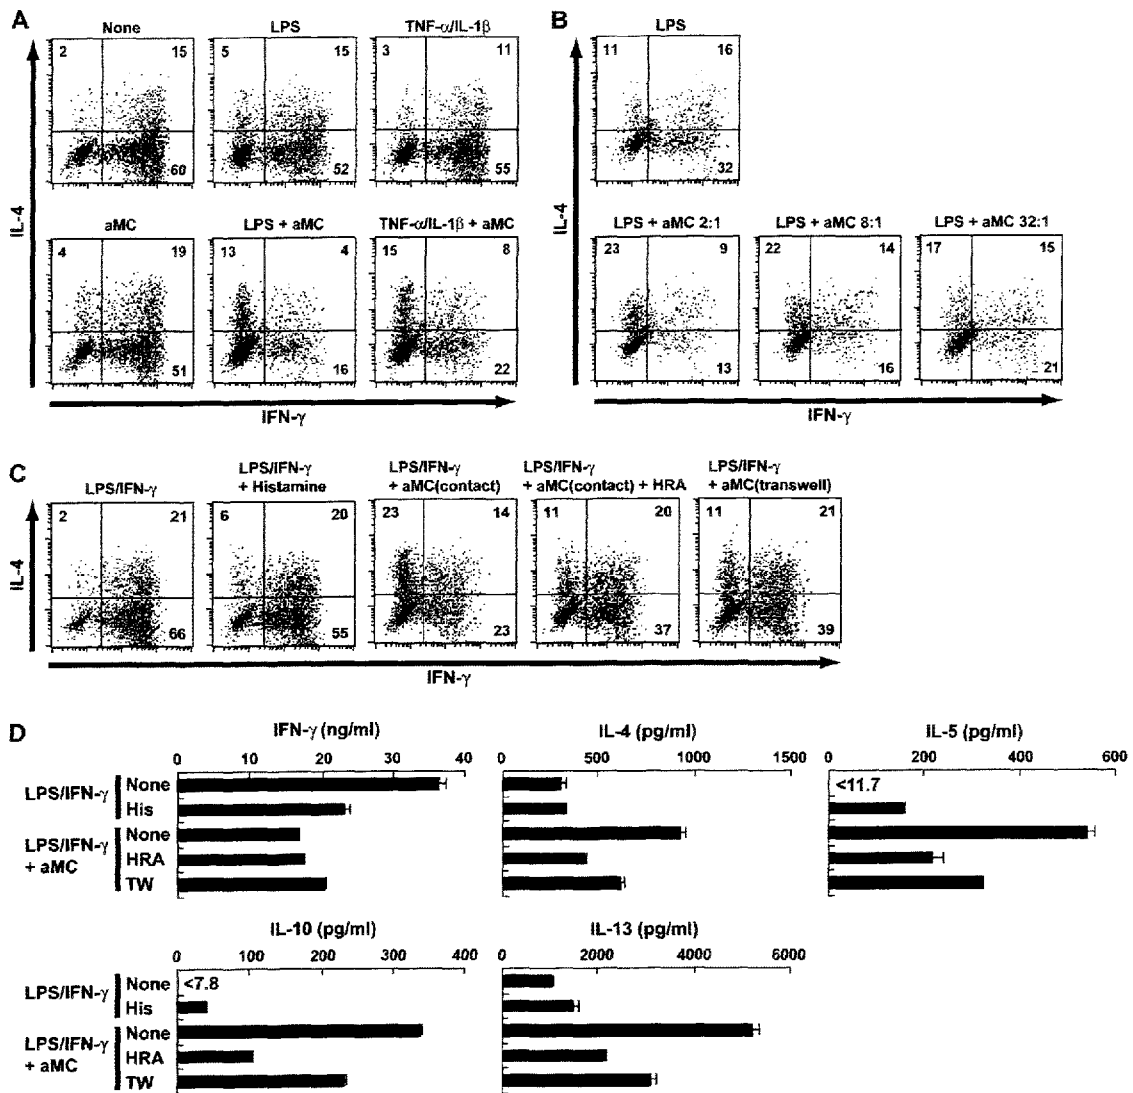 A
B
None
LPS
TNF-α/IL-1β
LPS
2 15
5 15
3 11
11 16
60
52
55
32
IL-4
IL-4
aMC
LPS + aMC
TNF-α/IL-1β + aMC
LPS + aMC 2:1
LPS + aMC 8:1
LPS + aMC 32:1
4 19
13 4
15 8
23 9
22 14
17 15
51
16
22
13
16
21
IFN-γ
IFN-γ
C
LPS/IFN-γ
LPS/IFN-γ
+ Histamine
LPS/IFN-γ
+ aMC(contact)
LPS/IFN-γ
+ aMC(contact) + HRA
LPS/IFN-γ
+ aMC(transwell)
IL-4
2 21
6 20
23 14
11 20
11 21
66
55
23
37
39
IFN-γ
D
IFN-γ (ng/ml)
0 10 20 30 40
IL-4 (pg/ml)
0 500 1000 1500
IL-5 (pg/ml)
0 200 400 600
LPS/IFN-γ
None
His
LPS/IFN-γ
+ aMC
None
HRA
TW
<11.7
IL-10 (pg/ml)
0 100 200 300 400
IL-13 (pg/ml)
0 2000 4000 6000
LPS/IFN-γ
None
His
LPS/IFN-γ
+ aMC
None
HRA
TW
<7.8